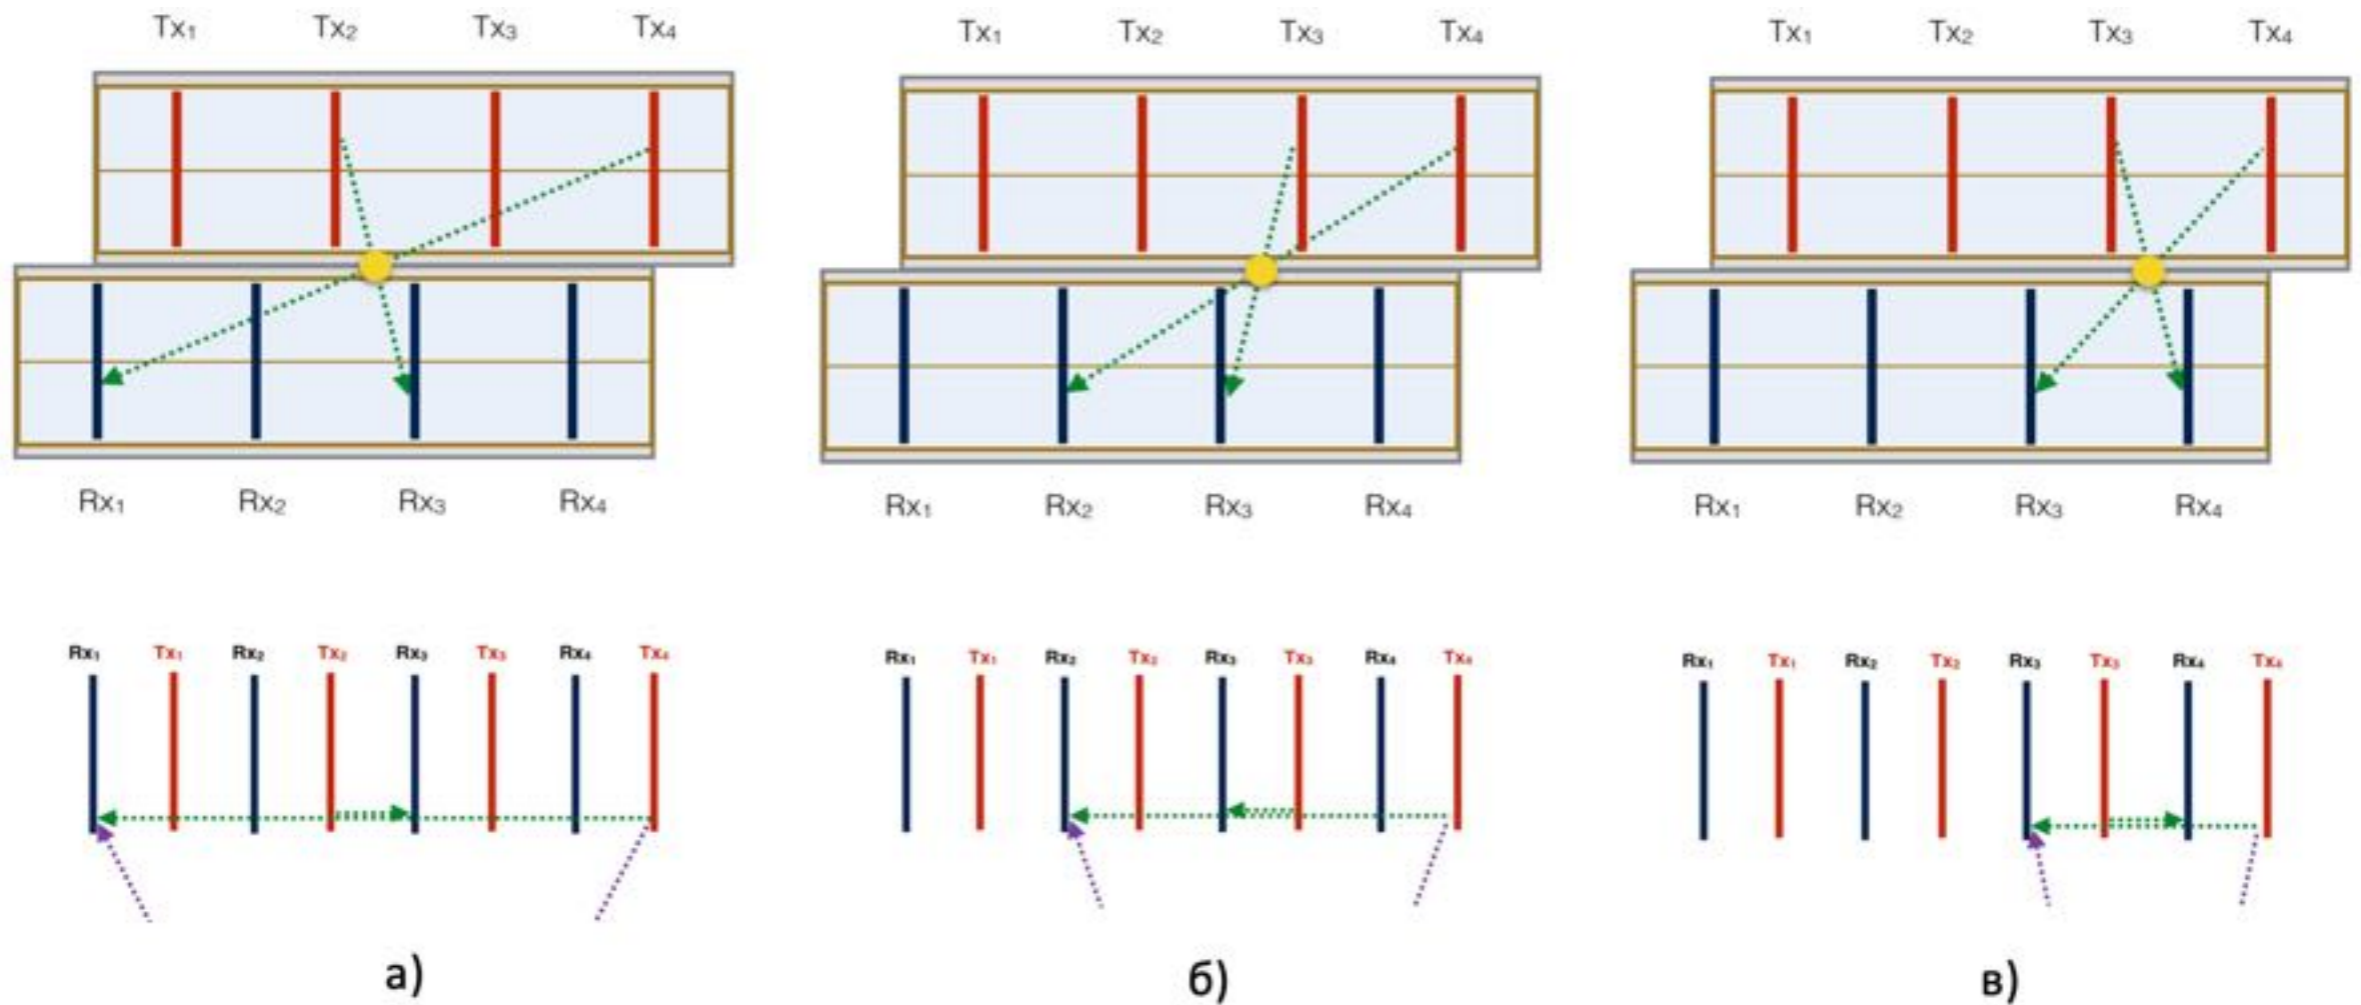 Tx₁ Tx₂ Tx₃ Tx₄ Tx₁ Tx₂ Tx₃ Tx₄ Tx₁ Tx₂ Tx₃ Tx₄
Rx₁ Rx₂ Rx₃ Rx₄ Rx₁ Rx₂ Rx₃ Rx₄ Rx₁ Rx₂ Rx₃ Rx₄
Rx₁ Tx₁ Rx₂ Tx₂ Rx₃ Tx₃ Rx₄ Tx₄ Rx₁ Tx₁ Rx₂ Tx₂ Rx₃ Tx₃ Rx₄ Tx₄ Rx₁ Tx₁ Rx₂ Tx₂ Rx₃ Tx₃ Rx₄ Tx₄
а) б) в)